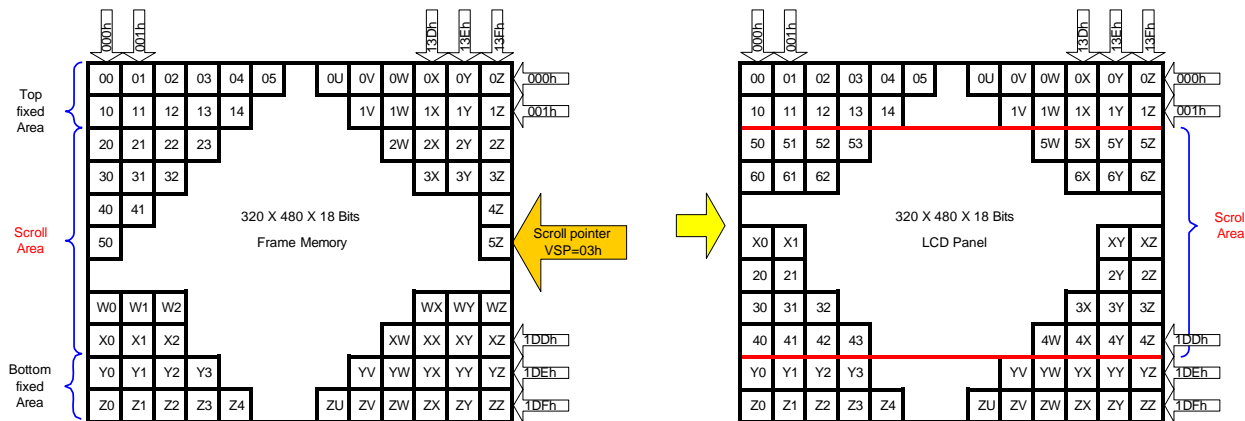 000h 001h 13Dh 13Eh 13Fh 000h 001h 13Dh 13Eh 13Fh
00 01 02 03 04 05 0U 0V 0W 0X 0Y 0Z 000h 00 01 02 03 04 05 0U 0V 0W 0X 0Y 0Z 000h
Top
fixed
Area
10 11 12 13 14 1V 1W 1X 1Y 1Z 001h 10 11 12 13 14 1V 1W 1X 1Y 1Z 001h
20 21 22 23 2W 2X 2Y 2Z 50 51 52 53 5W 5X 5Y 5Z
30 31 32 3X 3Y 3Z 60 61 62 6X 6Y 6Z
40 41 4Z
320 X 480 X 18 Bits 320 X 480 X 18 Bits
Scroll
Area
50 Frame Memory 5Z
Scroll pointer
VSP=03h
X0 X1 LCD Panel XY XZ
Scrol
Area
20 21 2Y 2Z
W0 W1 W2 WX WY WZ 30 31 32 3X 3Y 3Z
X0 X1 X2 XW XX XY XZ 1DDh 40 41 42 43 4W 4X 4Y 4Z 1DDh
Bottom
fixed
Area
Y0 Y1 Y2 Y3 YV YW YX YY YZ 1DEh Y0 Y1 Y2 Y3 YV YW YX YY YZ 1DEh
Z0 Z1 Z2 Z3 Z4 ZU ZV ZW ZX ZY ZZ 1DFh Z0 Z1 Z2 Z3 Z4 ZU ZV ZW ZX ZY ZZ 1DFh